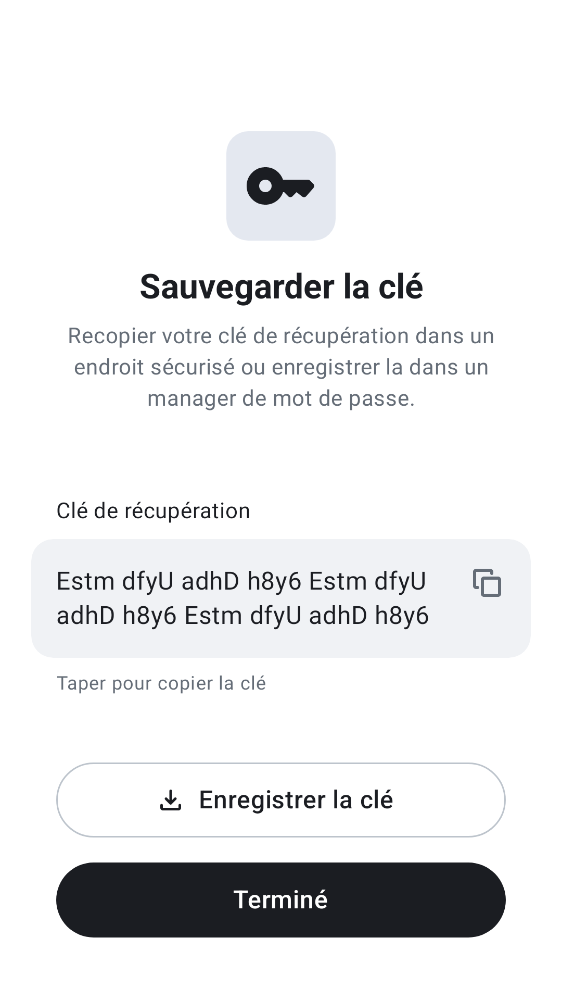 Sauvegarder la clé
Recopier votre clé de récupération dans un
endroit sécurisé ou enregistrer la dans un
manager de mot de passe.
Clé de récupération
Estm dfyU adhD h8y6 Estm dfyU
adhD h8y6 Estm dfyU adhD h8y6
Taper pour copier la clé
Enregistrer la clé
Terminé